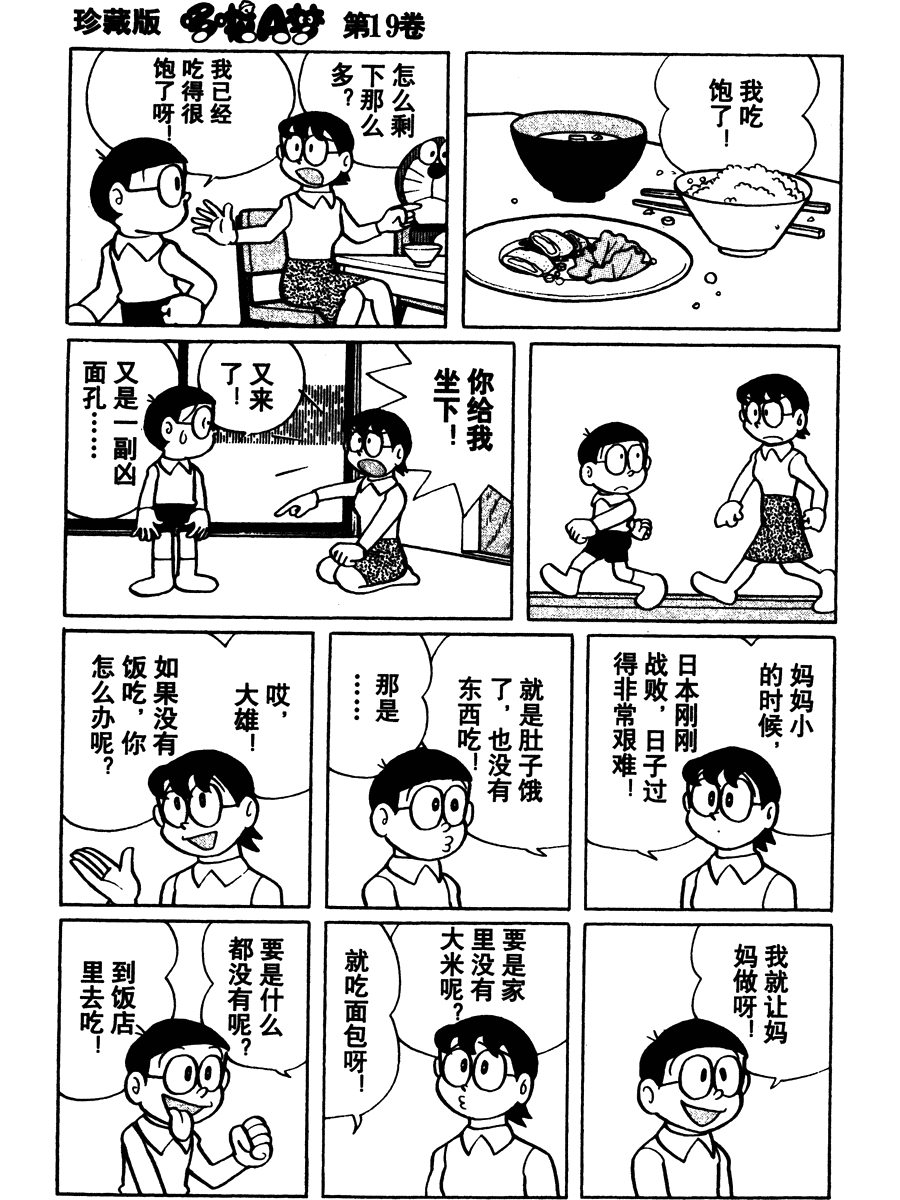 珍藏版 哆啦A梦 第19卷
我吃
饱了！
怎么剩
下那么
多？
我已经
吃得很
饱了呀！
你给我
坐下！
又来
了！
又是一副凶
面孔……
妈妈小
的时候，
日本刚刚
战败，日子过
得非常艰难！
就是肚子饿
了，也没有
东西吃！
那是
……
哎，
大雄！
如果没有
饭吃，你
怎么办呢？
我就让妈
妈做呀！
要是家
里没有
大米呢？
就吃面包呀！
要是什么
都没有呢？
到饭店
里去吃！